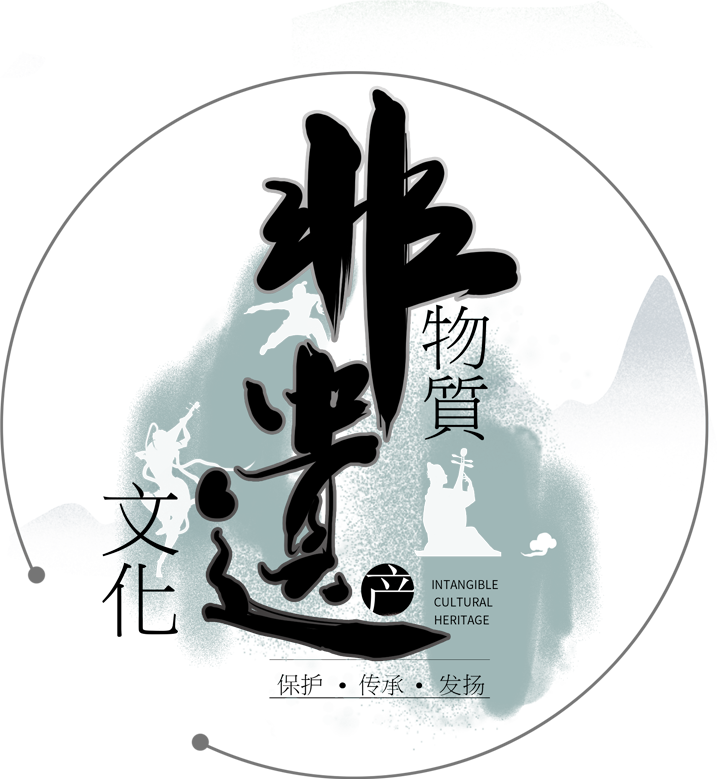 非
物質
文化
遺
产
INTANGIBLE
CULTURAL
HERITAGE
保护 • 传承 • 发扬